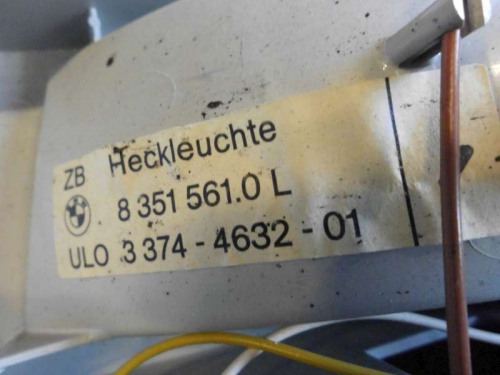 ZB Heckleuchte
8 351 561.0 L
ULO 3 374 - 4632 - 01